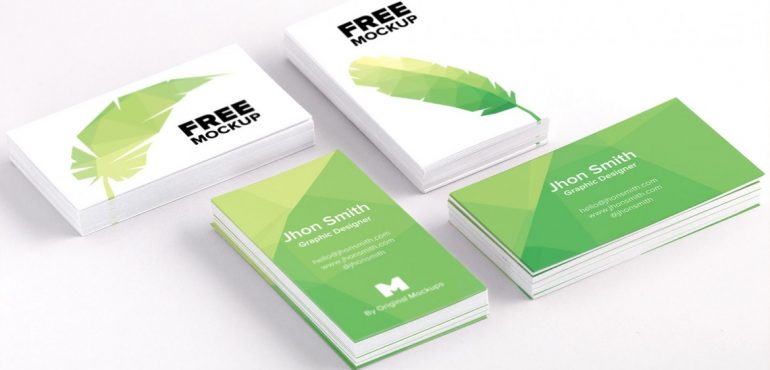 FREE
MOCKUP
FREE
MOCKUP
Jhon Smith
Graphic Designer
hello@jhonsmith.com
www.jhonsmith.com
@jhonsmith
M
By Original Mockups
Jhon Smith
Graphic Designer
hello@jhonsmith.com
www.jhonsmith.com
@jhonsmith